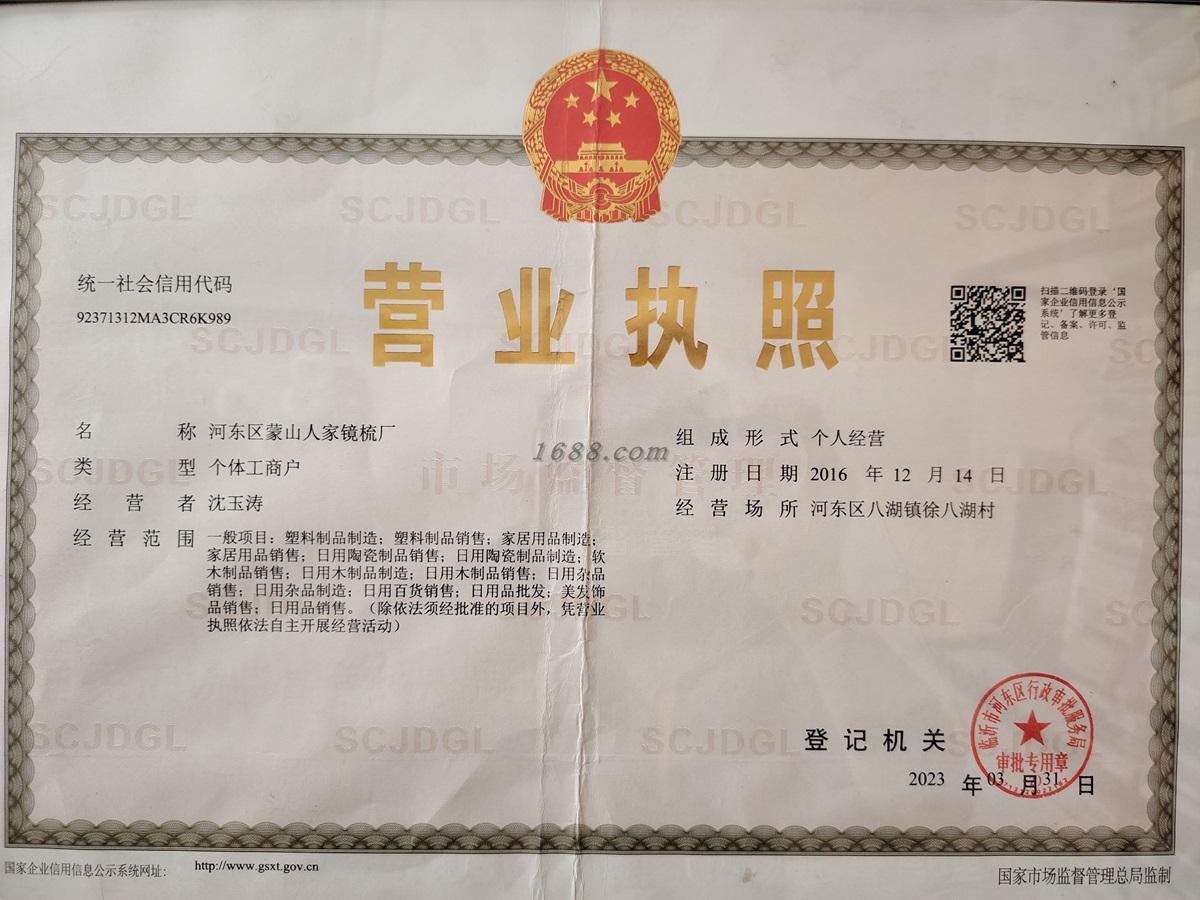 统一社会信用代码
92371312MA3CR6K989
营业执照
扫描二维码登录‘国
家企业信用信息公示
系统’了解更多登
记、备案、许可、监
管信息
名称 河东区蒙山人家镜梳厂
类型 个体工商户
经营者 沈玉涛
经营范围 一般项目：塑料制品制造；塑料制品销售；家居用品制造；
家居用品销售；日用陶瓷制品销售；日用陶瓷制品制造；软
木制品销售；日用木制品制造；日用木制品销售；日用杂品
销售；日用杂品制造；日用百货销售；日用品批发；美发饰
品销售；日用品销售。（除依法须经批准的项目外，凭营业
执照依法自主开展经营活动）
组成形式 个人经营
注册日期 2016 年 12 月 14 日
经营场所 河东区八湖镇徐八湖村
1688.com
市场监督管理
SCJDGL
登记机关
临沂市河东区行政审批服务局
审批专用章
2023 年 03 月 31 日
国家企业信用信息公示系统网址：
http://www.gsxt.gov.cn
国家市场监督管理总局监制